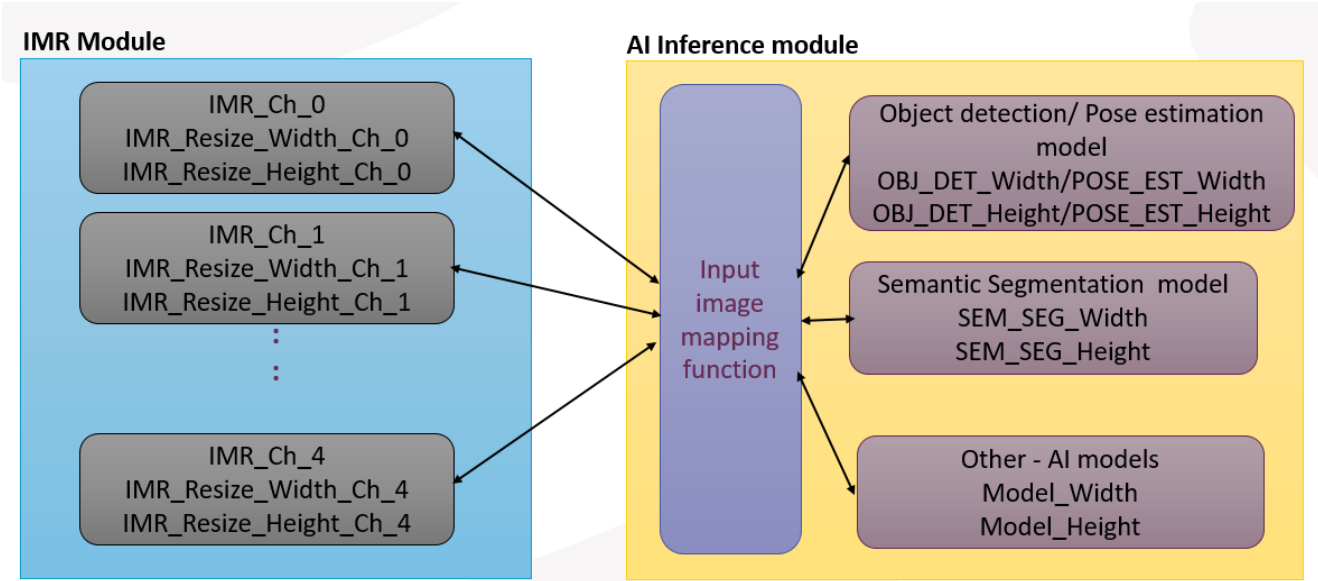 IMR Module
IMR_Ch_0
IMR_Resize_Width_Ch_0
IMR_Resize_Height_Ch_0
IMR_Ch_1
IMR_Resize_Width_Ch_1
IMR_Resize_Height_Ch_1
:
:
IMR_Ch_4
IMR_Resize_Width_Ch_4
IMR_Resize_Height_Ch_4
AI Inference module
Input
image
mapping
function
Object detection/ Pose estimation
model
OBJ_DET_Width/POSE_EST_Width
OBJ_DET_Height/POSE_EST_Height
Semantic Segmentation model
SEM_SEG_Width
SEM_SEG_Height
Other - AI models
Model_Width
Model_Height